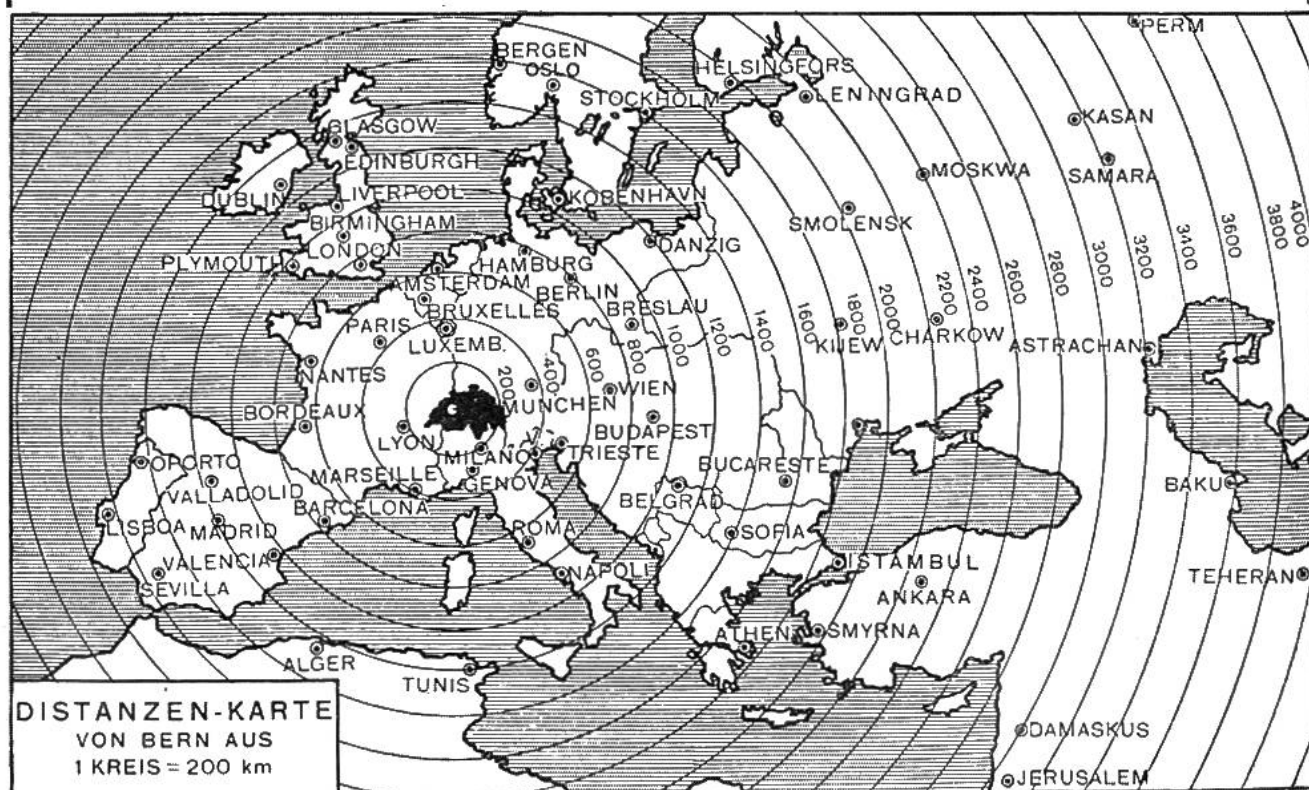 PERM
BERGEN
OSLO
HELSINGFORS
STOCKHOLM
LENINGRAD
KASAN
GLASGOW
EDINBURGH
MOSKWA
SAMARA
DUBLIN
LIVERPOOL
KOBENHAVN
BIRMINGHAM
SMOLENSK
LONDON
DANZIG
PLYMOUTH
HAMBURG
AMSTERDAM
BERLIN
BRUXELLES
BRESLAU
PARIS
LUXEMB.
KIJEW
CHARKOW
ASTRACHAN
NANTES
200
400
600
800
1000
1200
1400
1600
1800
2000
2200
2400
2600
2800
3000
3200
3400
3600
3800
4000
WIEN
MÜNCHEN
BORDEAUX
BUDAPEST
LYON
MILANO
TRIESTE
OPORTO
MARSEILLE
GENOVA
BUCARESTE
VALLADOLID
BELGRAD
BAKU
BARCELONA
LISBOA
MADRID
ROMA
SOFIA
VALENCIA
ISTAMBUL
SEVILLA
NAPOLI
ANKARA
TEHERAN
ATHEN
SMYRNA
ALGER
TUNIS
DISTANZEN-KARTE
VON BERN AUS
1 KREIS = 200 km
DAMASKUS
JERUSALEM